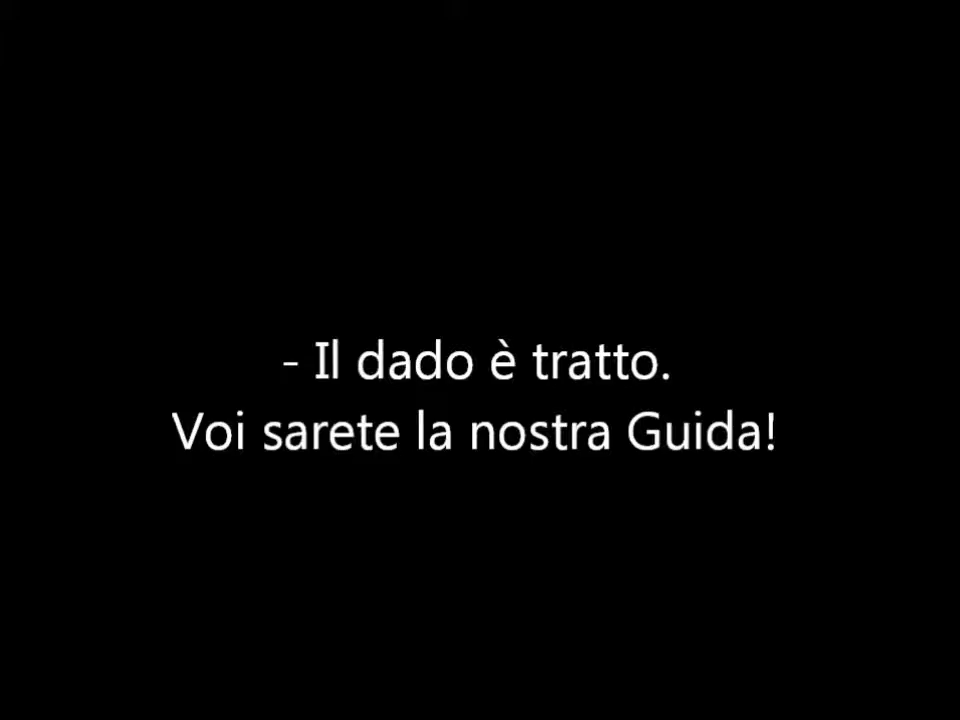 - Il dado è tratto.
Voi sarete la nostra Guida!